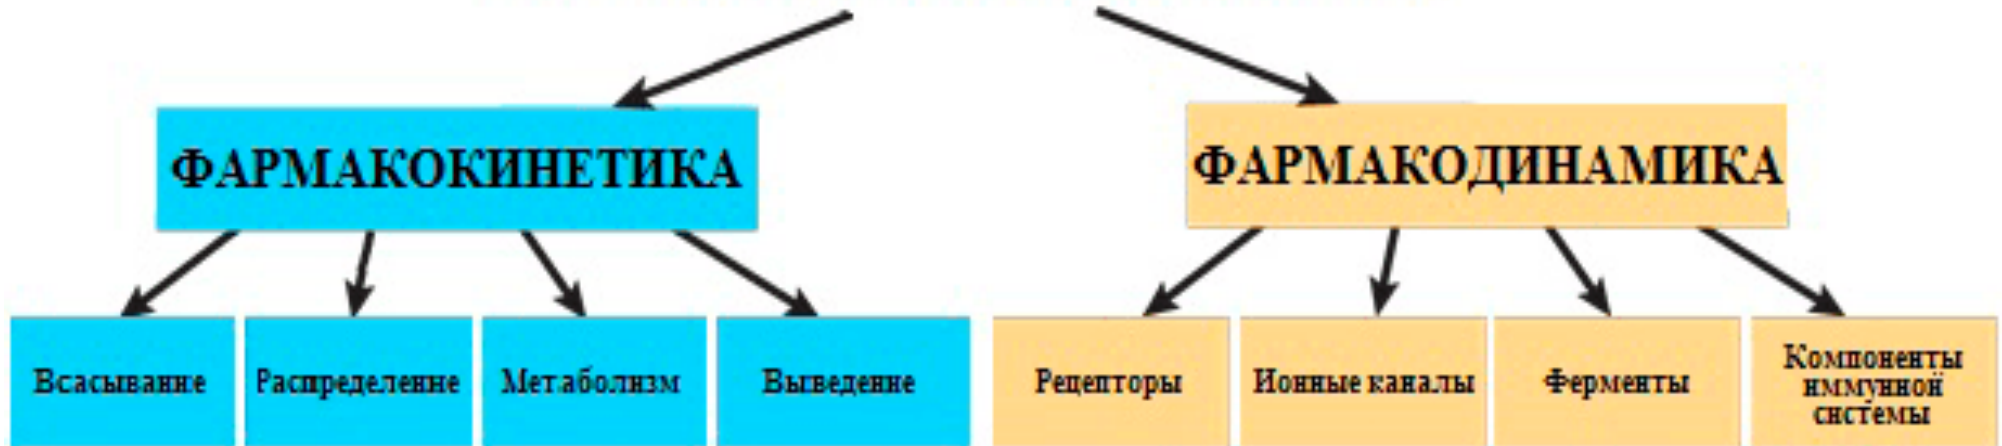 ФАРМАКОКИНЕТИКА
ФАРМАКОДИНАМИКА
Всасывание
Распределение
Метаболизм
Выведение
Рецепторы
Ионные каналы
Ферменты
Компоненты
иммунной
системы